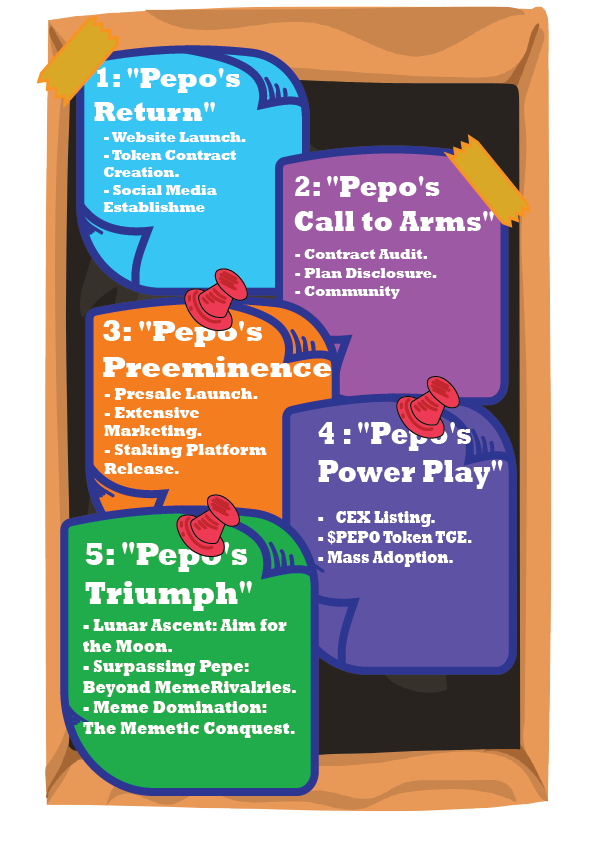 1: "Pepo's
Return"
- Website Launch.
- Token Contract
Creation.
- Social Media
Establishme
2: "Pepo's
Call to Arms"
- Contract Audit.
- Plan Disclosure.
- Community
3: "Pepo's
Preeminence
- Presale Launch.
- Extensive
Marketing.
- Staking Platform
Release.
4 : "Pepo's
Power Play"
- CEX Listing.
- $PEPO Token TGE.
- Mass Adoption.
5: "Pepo's
Triumph"
- Lunar Ascent: Aim for
the Moon.
- Surpassing Pepe:
Beyond MemeRivalries.
- Meme Domination:
The Memetic Conquest.